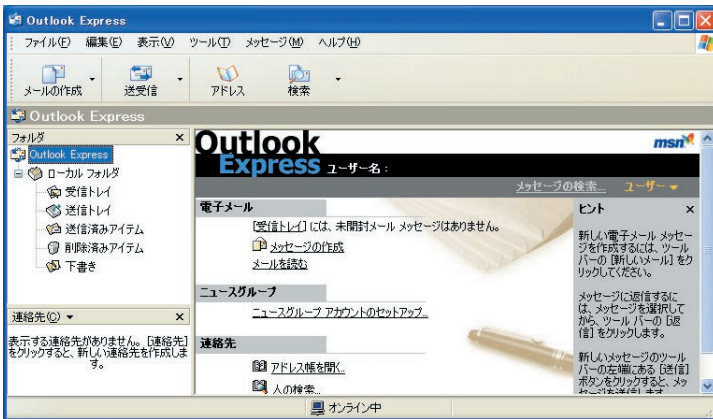 Outlook Express
ファイル(F) 編集(E) 表示(V) ツール(T) メッセージ(M) ヘルプ(H)
メールの作成 送受信 アドレス 検索
Outlook Express
フォルダ
Outlook Express
ローカル フォルダ
受信トレイ
送信トレイ
送信済みアイテム
削除済みアイテム
下書き
連絡先(C)
表示する連絡先がありません。[連絡先]
をクリックすると、新しい連絡先を作成しま
す。
Outlook
Express ユーザー名 :
msn
メッセージの検索... ユーザー
電子メール
[受信トレイ] には、未開封メール メッセージはありません。
メッセージの作成
メールを読む
ニュースグループ
ニュースグループ アカウントのセットアップ...
連絡先
アドレス帳を開く...
人の検索...
ヒント
新しい電子メール メッセー
ジを作成するには、ツール
バーの [新しいメール] をク
リックしてください。
メッセージに返信するに
は、メッセージを選択して
から、ツール バーの [返
信] をクリックします。
新しいメッセージのツール
バーの左端にある [送信]
ボタンをクリックすると、メッ
セージを送信します
オンライン中